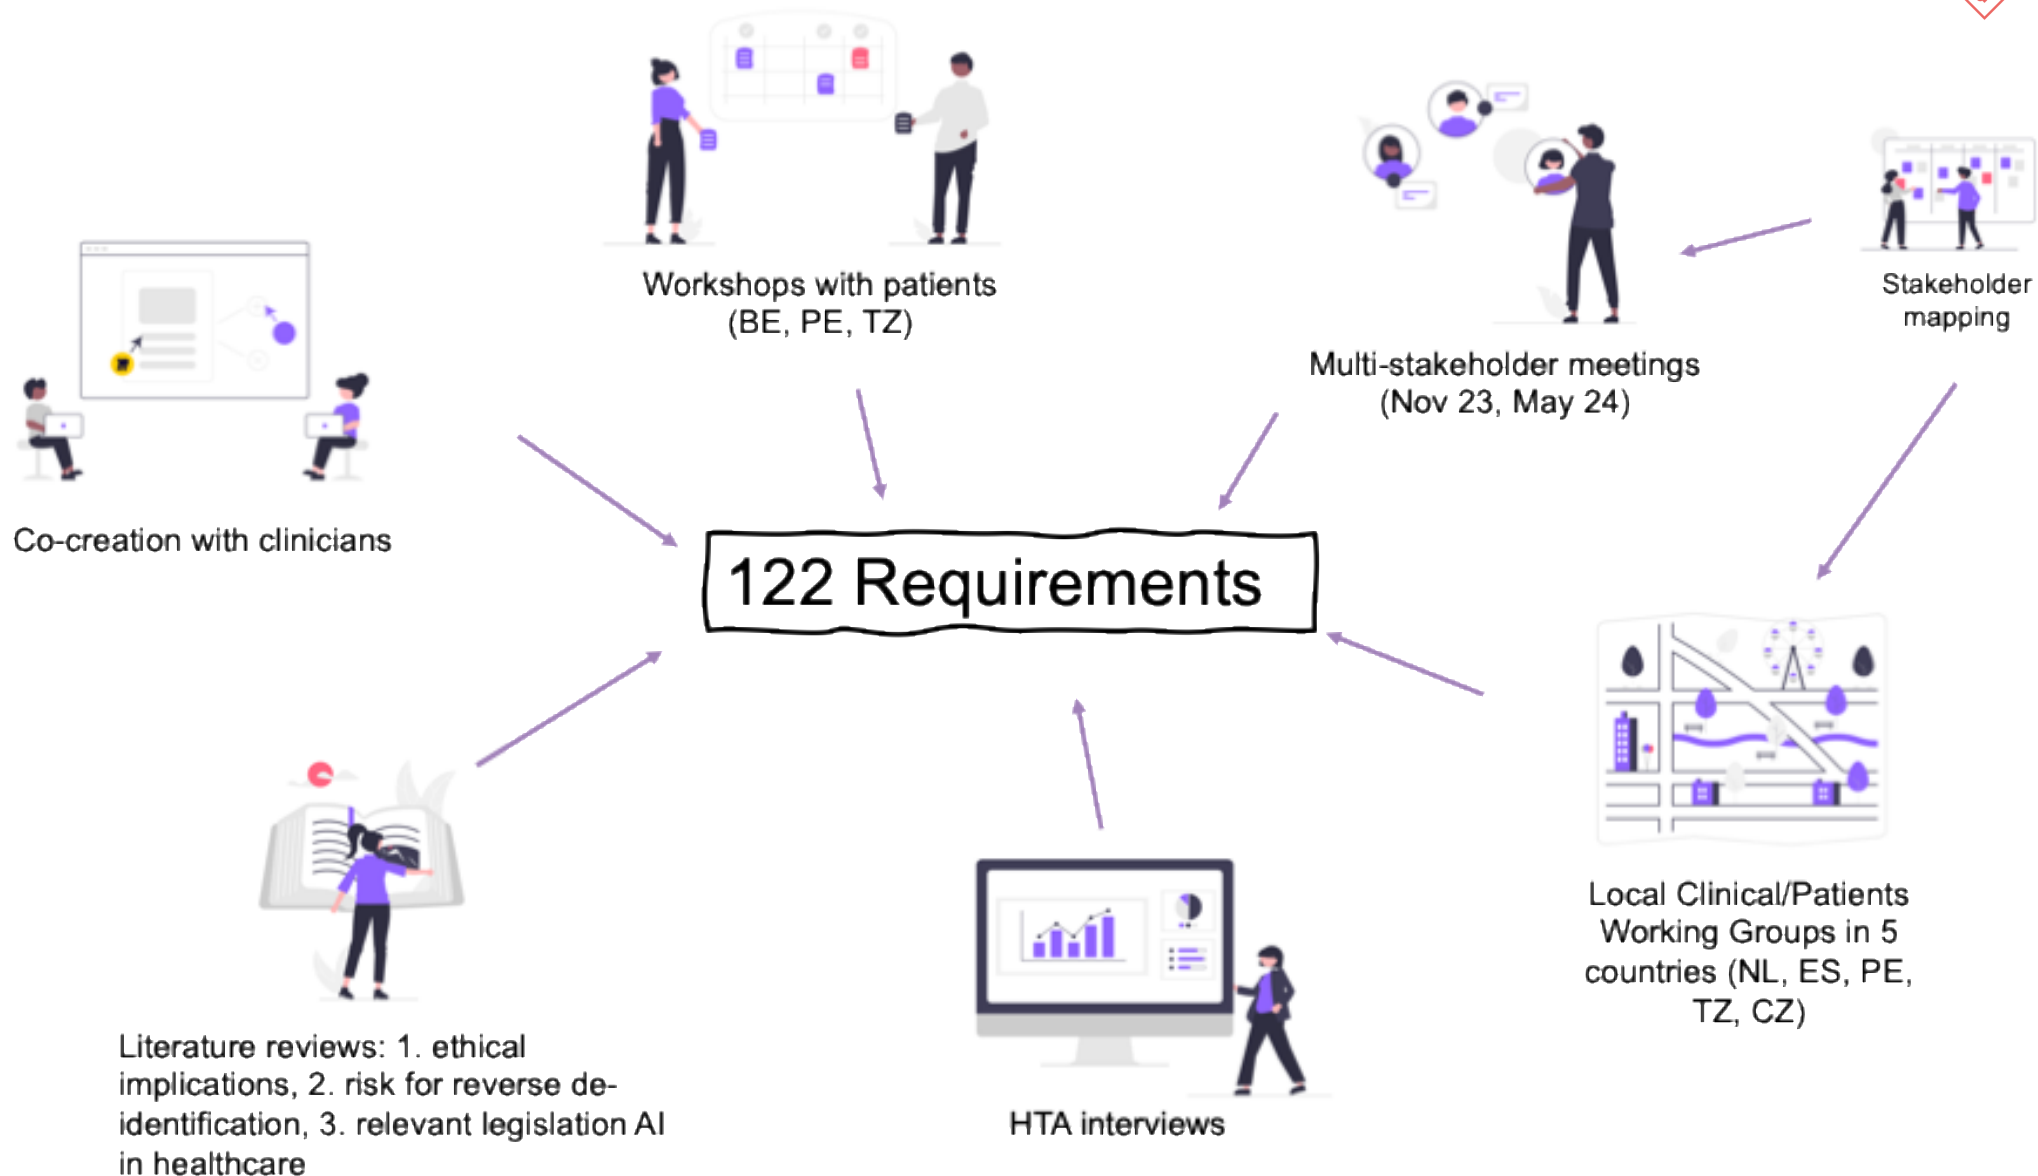 Workshops with patients
(BE, PE, TZ)
Stakeholder
mapping
Multi-stakeholder meetings
(Nov 23, May 24)
Co-creation with clinicians
122 Requirements
Local Clinical/Patients
Working Groups in 5
countries (NL, ES, PE,
TZ, CZ)
Literature reviews: 1. ethical
implications, 2. risk for reverse de-
identification, 3. relevant legislation AI
in healthcare
HTA interviews